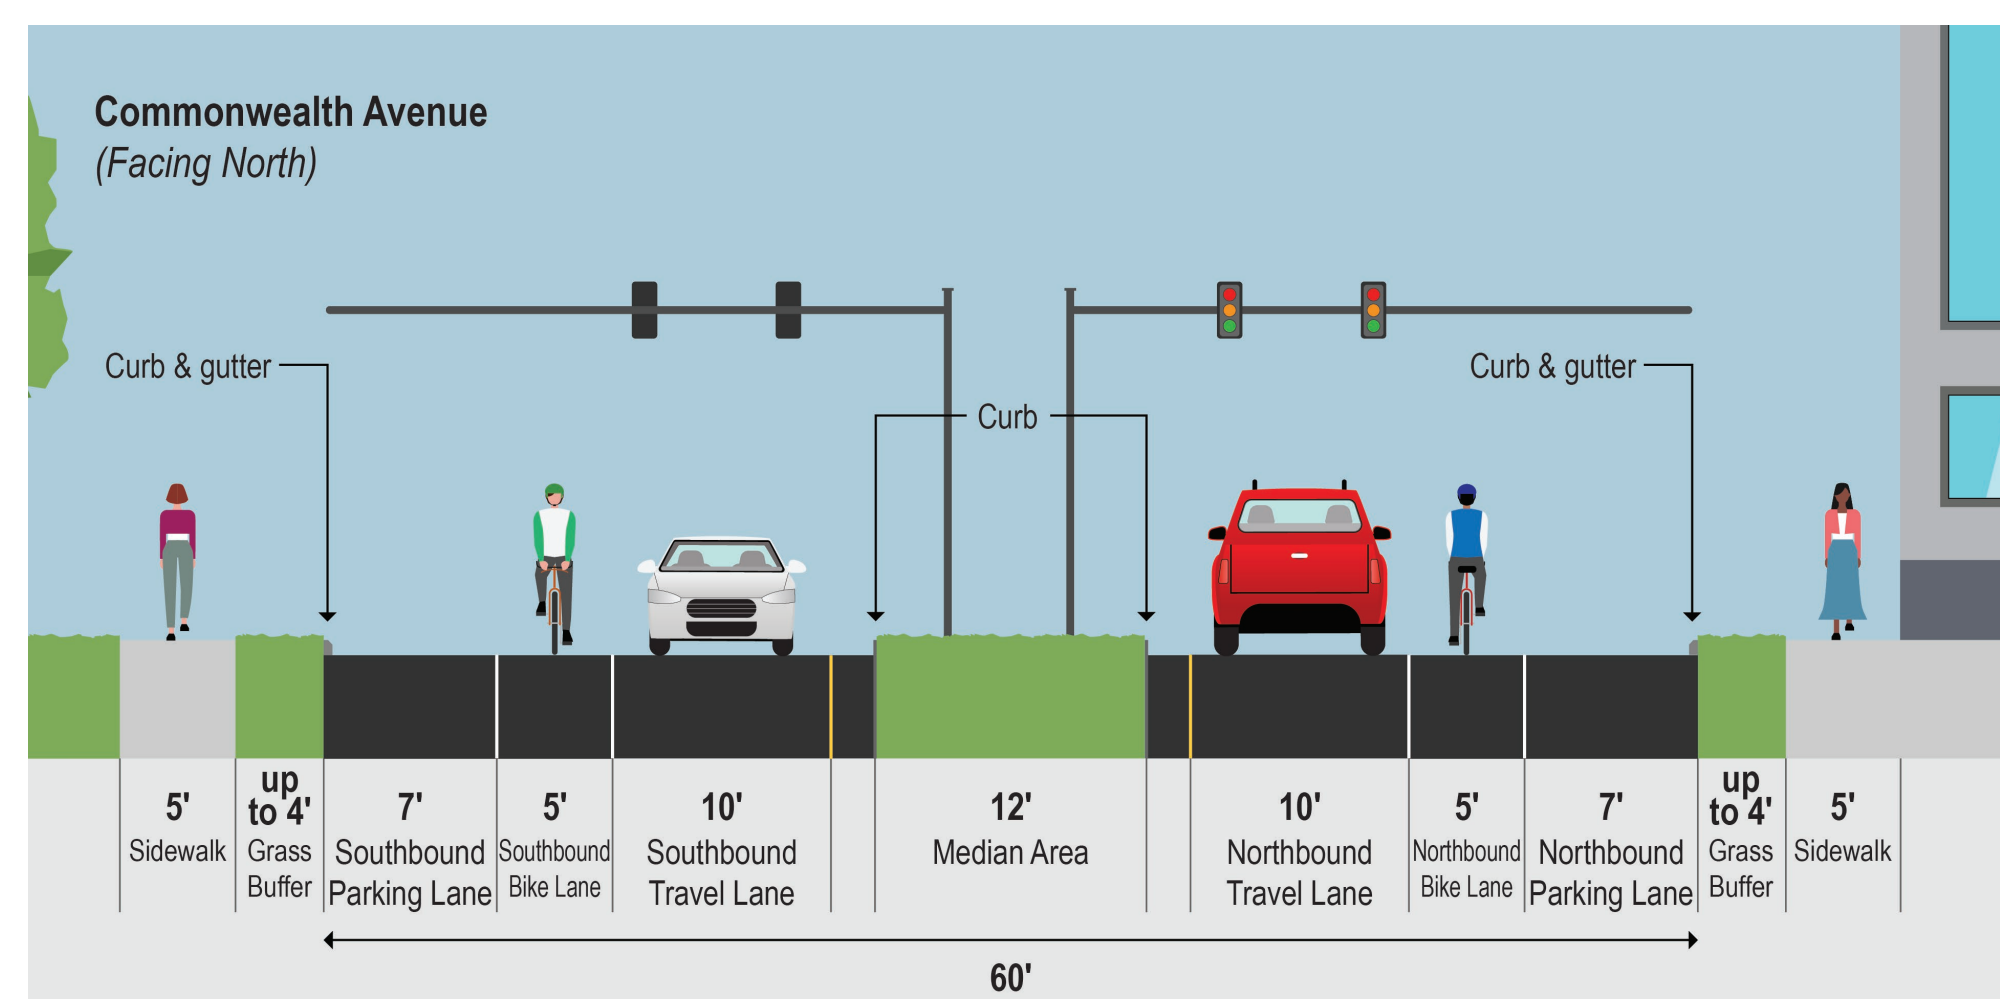 Commonwealth Avenue
(Facing North)
Curb & gutter
Curb & gutter
Curb
5'
Sidewalk
up
to 4'
Grass
Buffer
7'
Southbound
Parking Lane
5'
Southbound
Bike Lane
10'
Southbound
Travel Lane
12'
Median Area
10'
Northbound
Travel Lane
5'
Northbound
Bike Lane
7'
Northbound
Parking Lane
up
to 4'
Grass
Buffer
5'
Sidewalk
60'